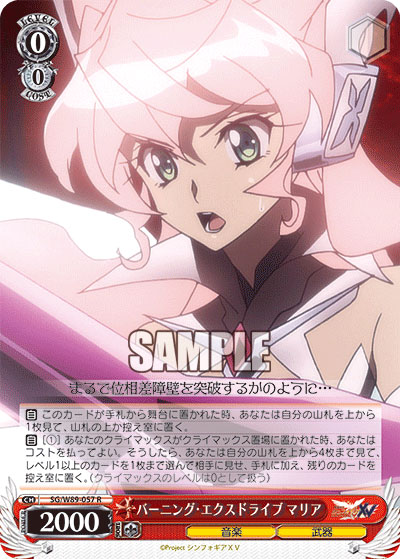 LEVEL
0
0
COST
SAMPLE
まるで位相差障壁を突破するがのように…
自 このカードが手札から舞台に置かれた時、あなたは自分の山札を上から
1枚見て、山札の上か控え室に置く。
自 [①] あなたのクライマックスがクライマックス置場に置かれた時、あなたは
コストを払ってよい。そうしたら、あなたは自分の山札を上から4枚まで見て、
レベル1以上のカードを1枚まで選んで相手に見せ、手札に加え、残りのカードを
控え室に置く。(クライマックスのレベルは0として扱う)
CH SG/W89-057 R
2000
バーニング・エクスドライブ マリア
XV
音楽
武器
©Project シンフォギアXV